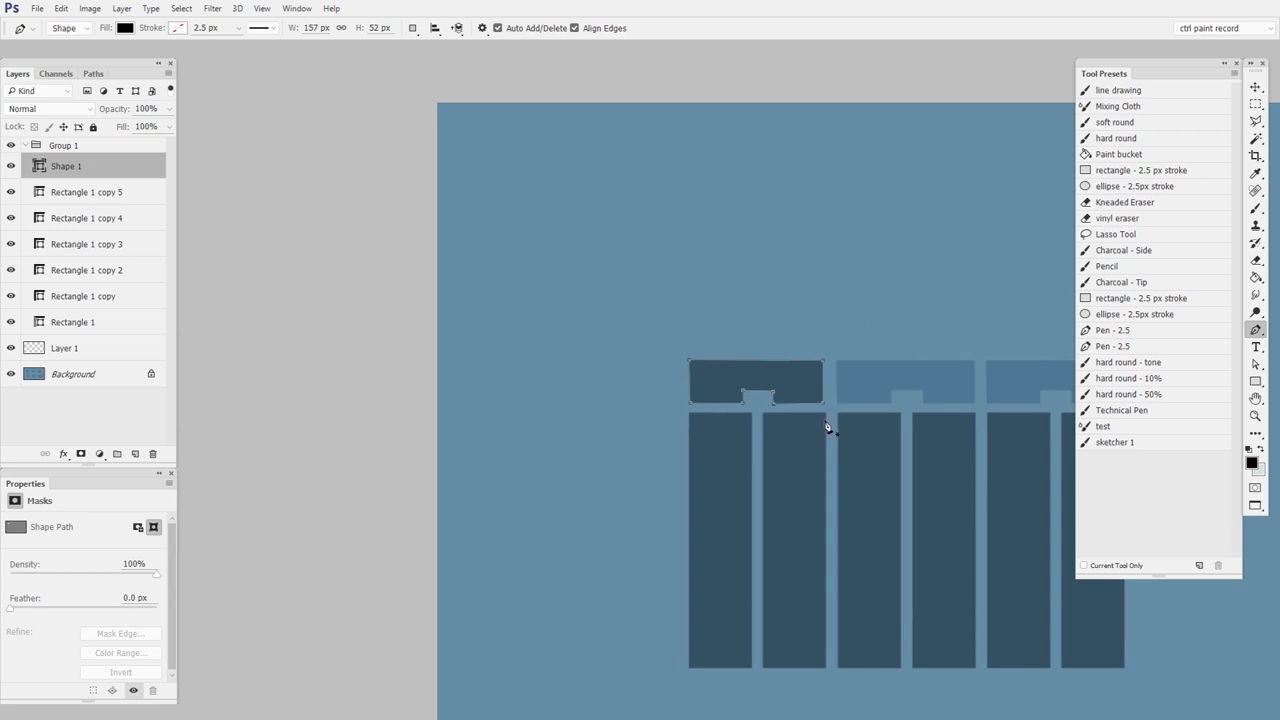 Ps File Edit Image Layer Type Select Filter 3D View Window Help
Shape Fill: Stroke: 2.5 px W: 157 px H: 52 px Auto Add/Delete Align Edges ctrl paint record
Layers Channels Paths
Kind
Normal Opacity: 100%
Lock: Fill: 100%
Group 1
Shape 1
Rectangle 1 copy 5
Rectangle 1 copy 4
Rectangle 1 copy 3
Rectangle 1 copy 2
Rectangle 1 copy
Rectangle 1
Layer 1
Background
fx
Properties
Masks
Shape Path
Density: 100%
Feather: 0.0 px
Refine: Mask Edge...
Color Range...
Invert
Tool Presets
line drawing
Mixing Cloth
soft round
hard round
Paint bucket
rectangle - 2.5 px stroke
ellipse - 2.5px stroke
Kneaded Eraser
vinyl eraser
Lasso Tool
Charcoal - Side
Pencil
Charcoal - Tip
rectangle - 2.5 px stroke
ellipse - 2.5px stroke
Pen - 2.5
Pen - 2.5
hard round - tone
hard round - 10%
hard round - 50%
Technical Pen
test
sketcher 1
Current Tool Only